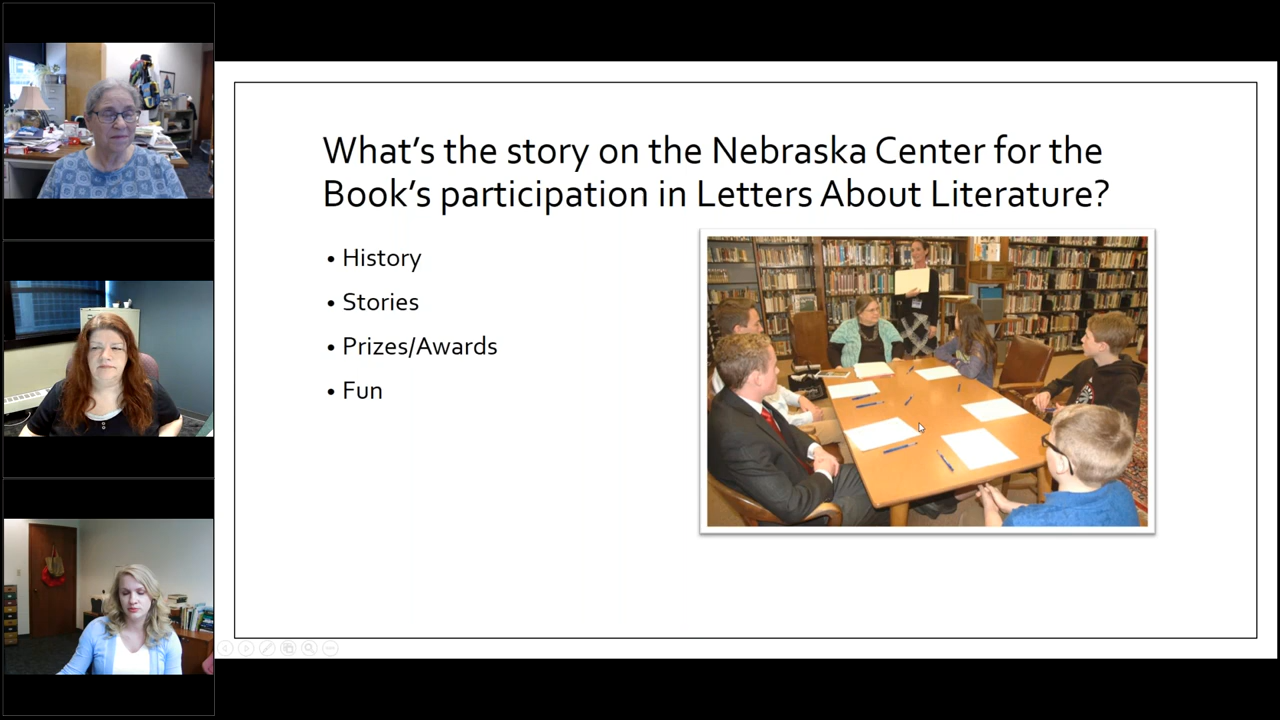 What's the story on the Nebraska Center for the
Book's participation in Letters About Literature?
• History
• Stories
• Prizes/Awards
• Fun